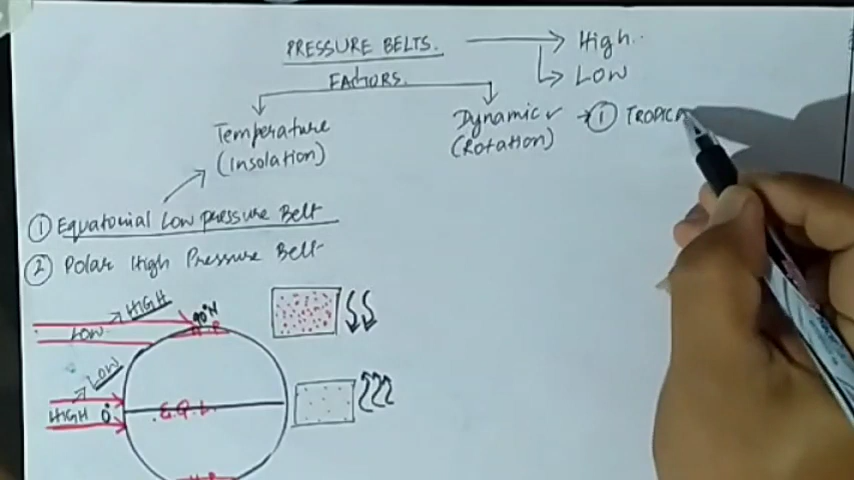 PRESSURE BELTS.
High.
LOW
FACTORS.
Temperature
(Insolation)
Dynamic
(Rotation)
① TROPICA
① Equatorial Low pressure Belt
② Polar High Pressure Belt
HIGH
90°N
LOW
H.P
LOW
HIGH 0°
E.Q.L.
H.P